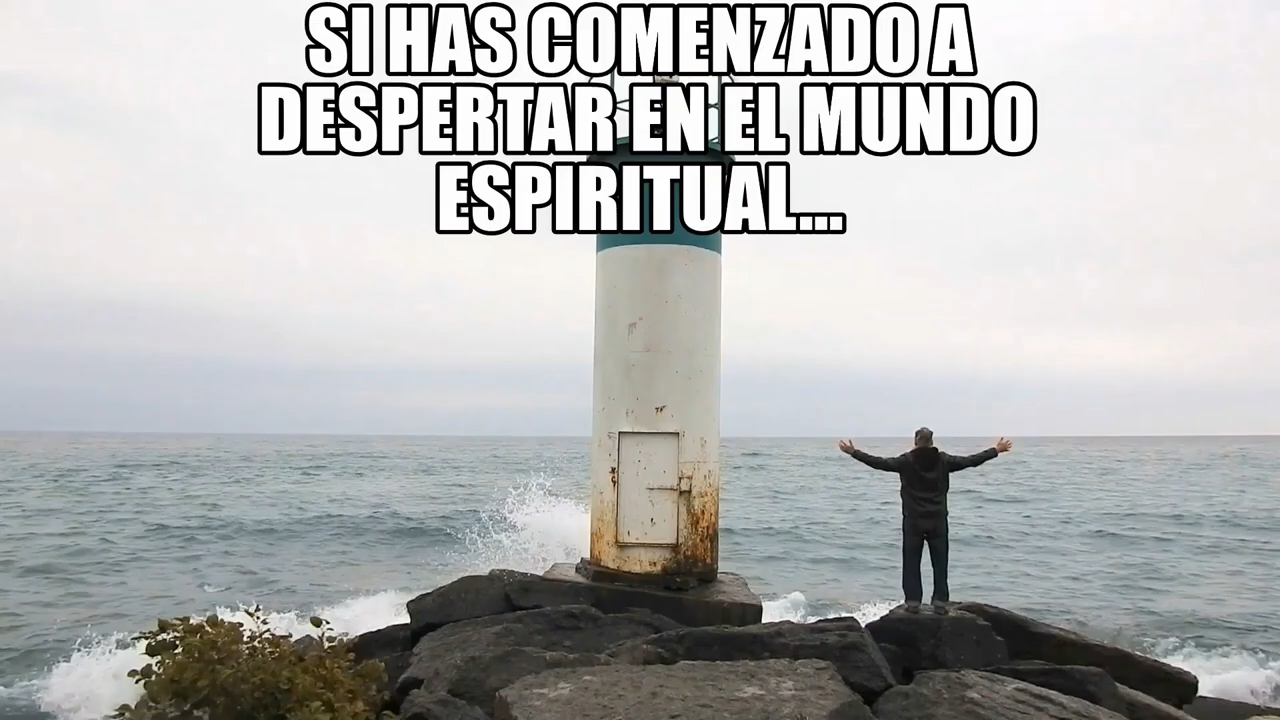 SI HAS COMENZADO A
DESPERTAR EN EL MUNDO
ESPIRITUAL...